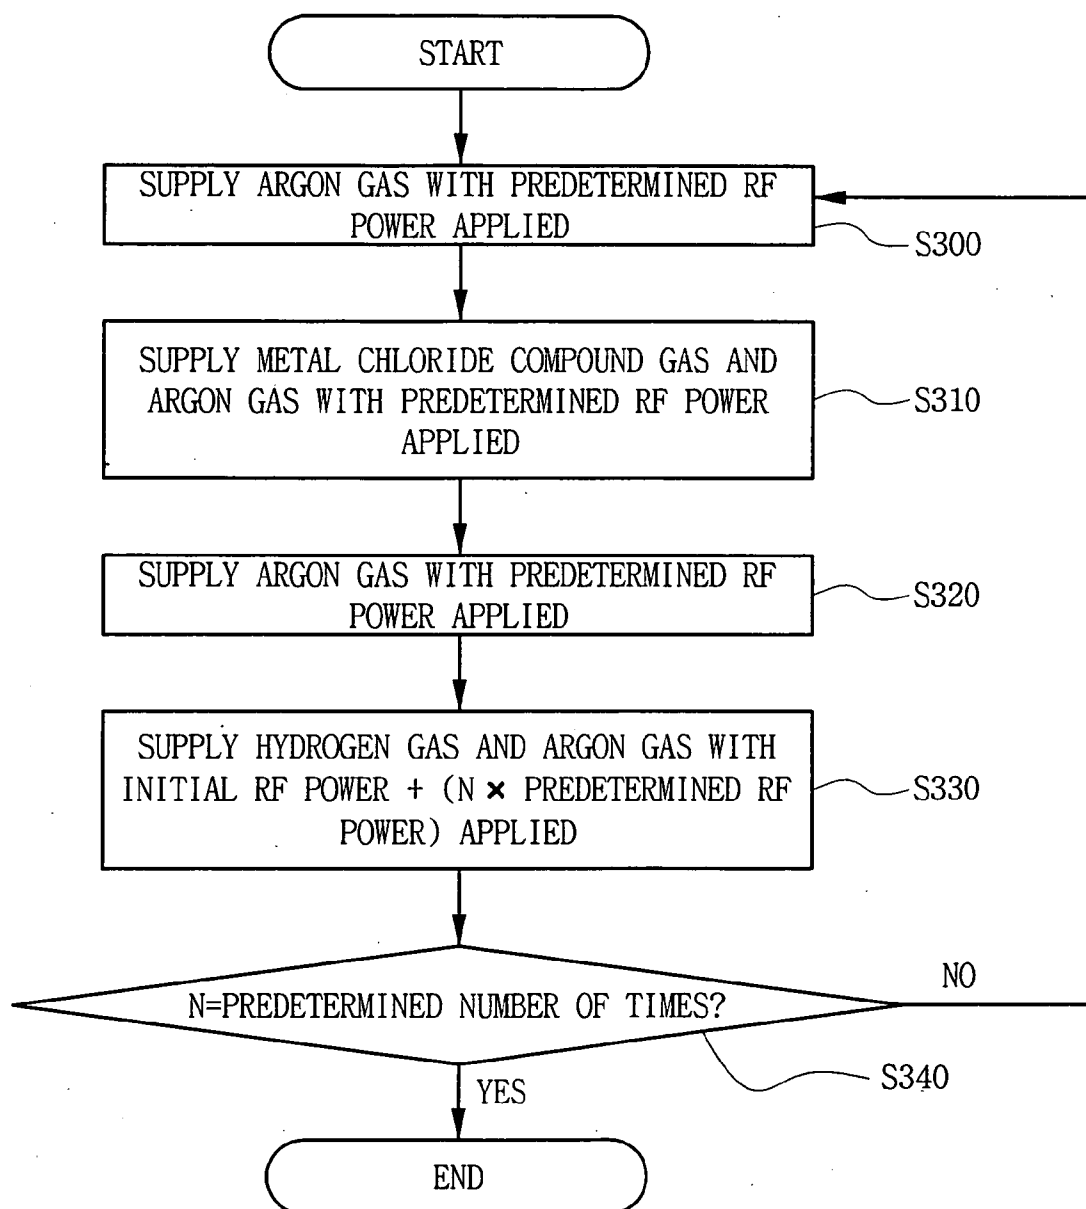 START
SUPPLY ARGON GAS WITH PREDETERMINED RF
POWER APPLIED
S300
SUPPLY METAL CHLORIDE COMPOUND GAS AND
ARGON GAS WITH PREDETERMINED RF POWER
APPLIED
S310
SUPPLY ARGON GAS WITH PREDETERMINED RF
POWER APPLIED
S320
SUPPLY HYDROGEN GAS AND ARGON GAS WITH
INITIAL RF POWER + (N × PREDETERMINED RF
POWER) APPLIED
S330
N=PREDETERMINED NUMBER OF TIMES?
NO
S340
YES
END